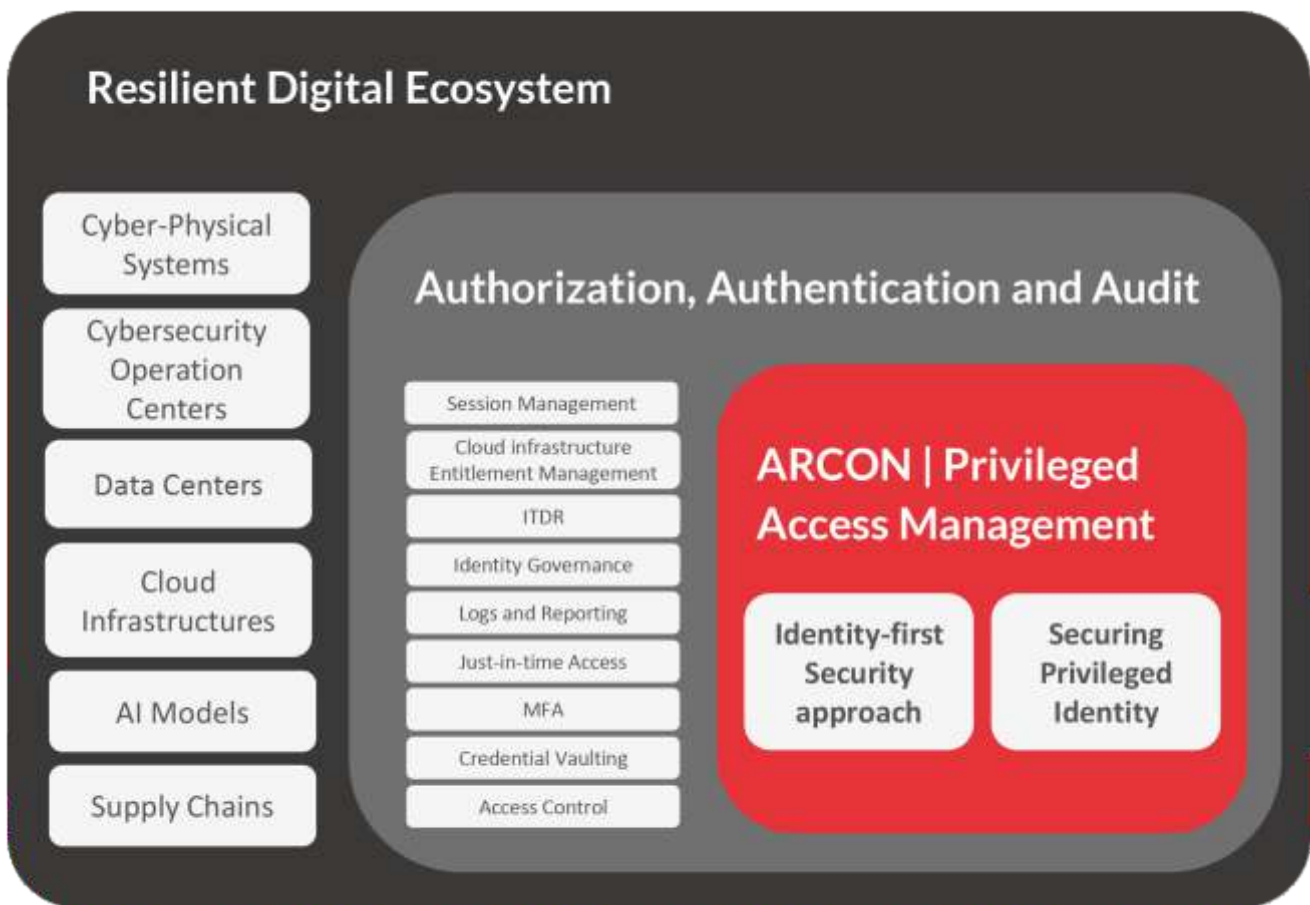 Resilient Digital Ecosystem
Cyber-Physical
Systems
Cybersecurity
Operation
Centers
Data Centers
Cloud
Infrastructures
AI Models
Supply Chains
Authorization, Authentication and Audit
Session Management
Cloud infrastructure
Entitlement Management
ITDR
Identity Governance
Logs and Reporting
Just-in-time Access
MFA
Credential Vaulting
Access Control
ARCON | Privileged
Access Management
Identity-first
Security
approach
Securing
Privileged
Identity